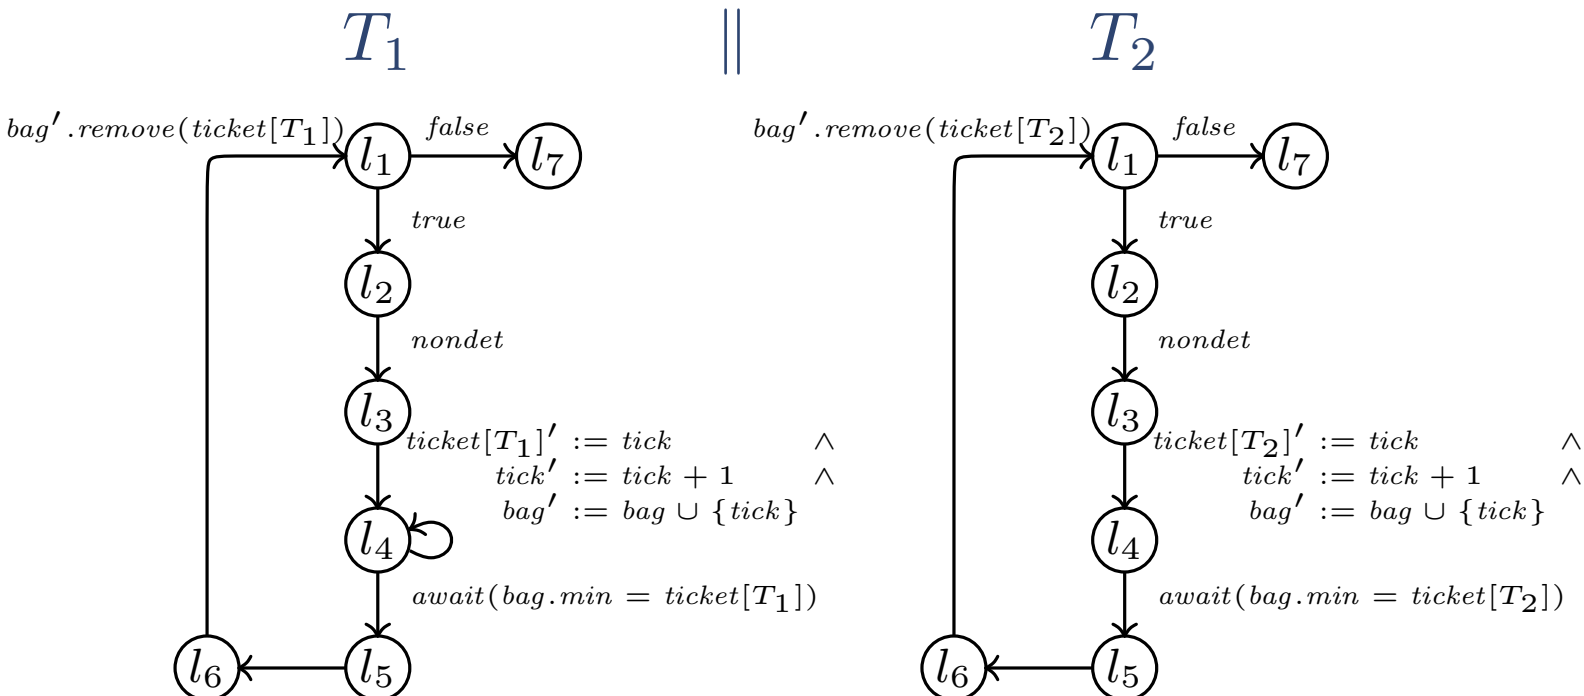 T₁ || T₂
bag′.remove(ticket[T₁]) l₁ false l₇ bag′.remove(ticket[T₂]) l₁ false l₇
true true
l₂ l₂
nondet nondet
l₃ l₃
ticket[T₁]′ := tick ∧ ticket[T₂]′ := tick ∧
tick′ := tick + 1 ∧ tick′ := tick + 1 ∧
bag′ := bag ∪ {tick} bag′ := bag ∪ {tick}
l₄ l₄
await(bag.min = ticket[T₁]) await(bag.min = ticket[T₂])
l₆ l₅ l₆ l₅